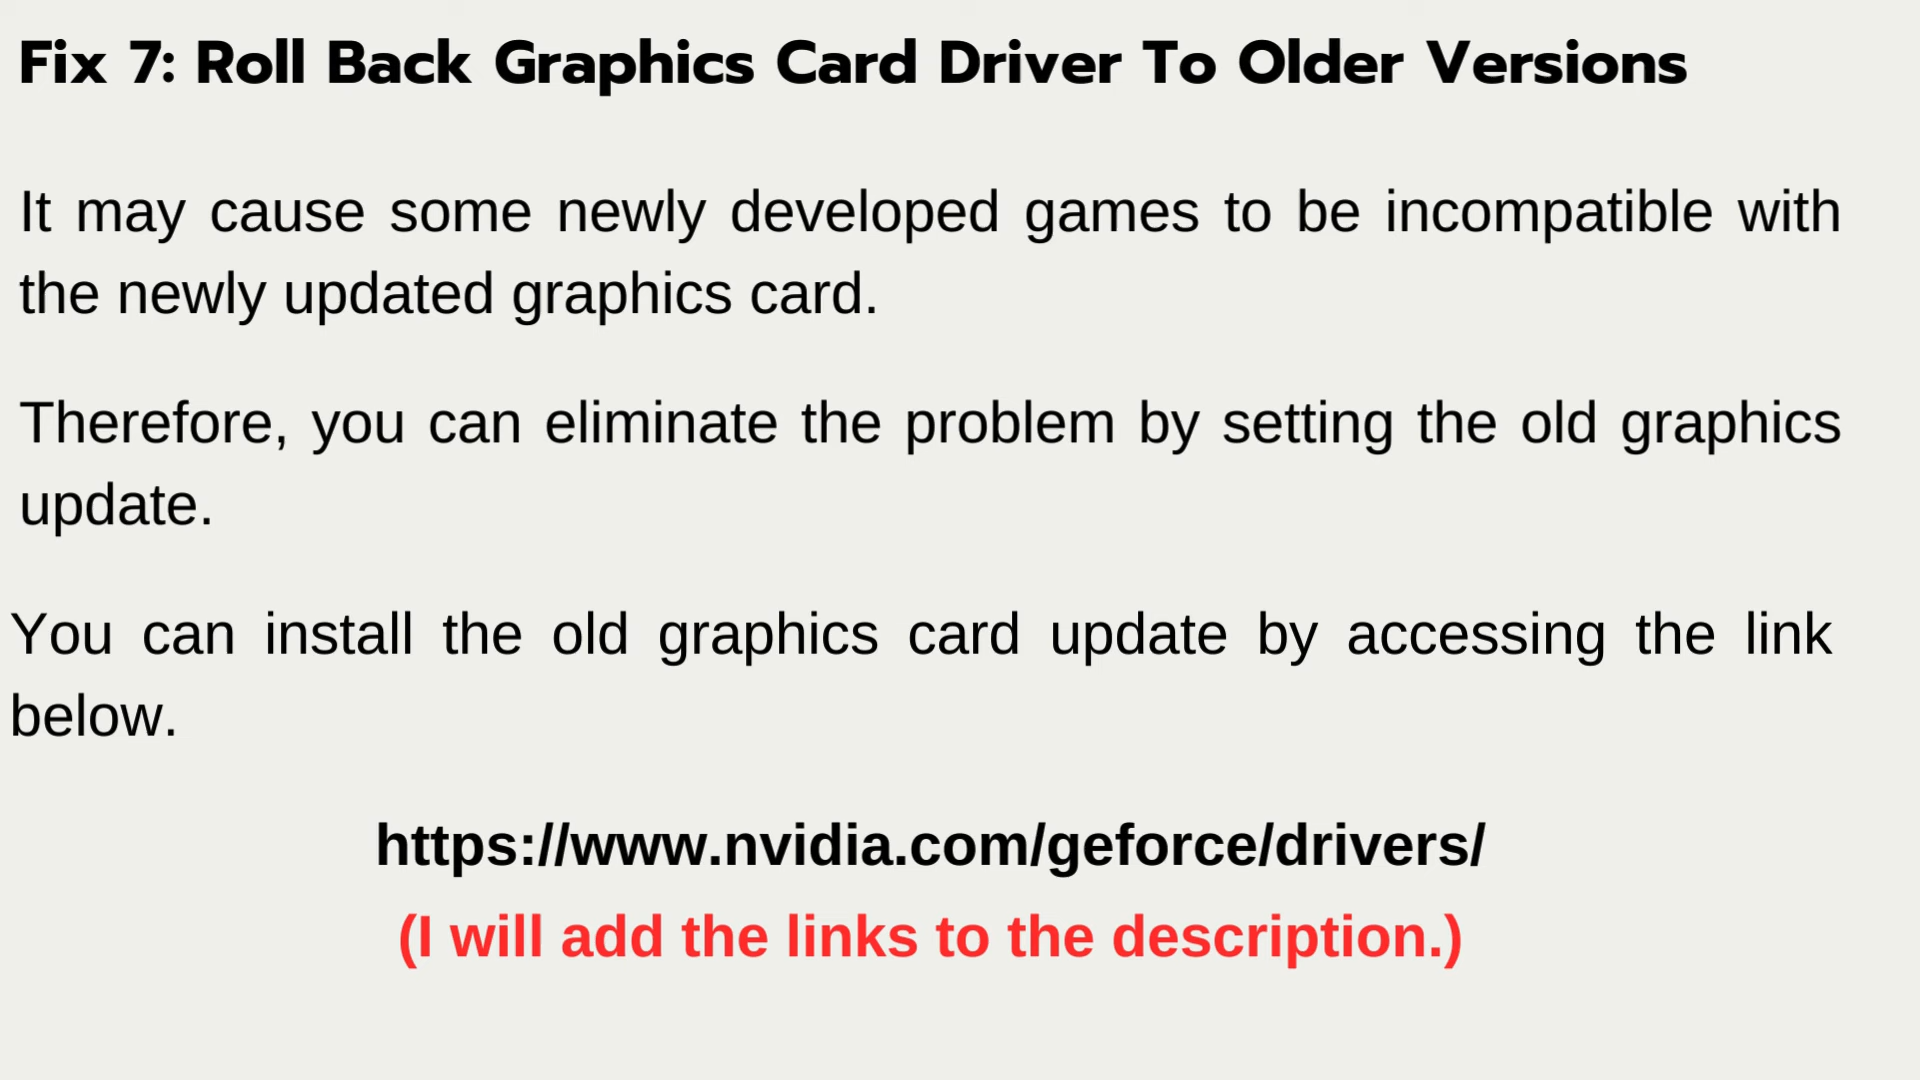 Fix 7: Roll Back Graphics Card Driver To Older Versions
It may cause some newly developed games to be incompatible with
the newly updated graphics card.
Therefore, you can eliminate the problem by setting the old graphics
update.
You can install the old graphics card update by accessing the link
below.
https://www.nvidia.com/geforce/drivers/
(I will add the links to the description.)